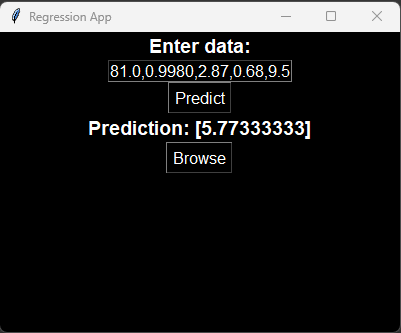 Regression App
Enter data:
81.0,0.9980,2.87,0.68,9.5
Predict
Prediction: [5.77333333]
Browse